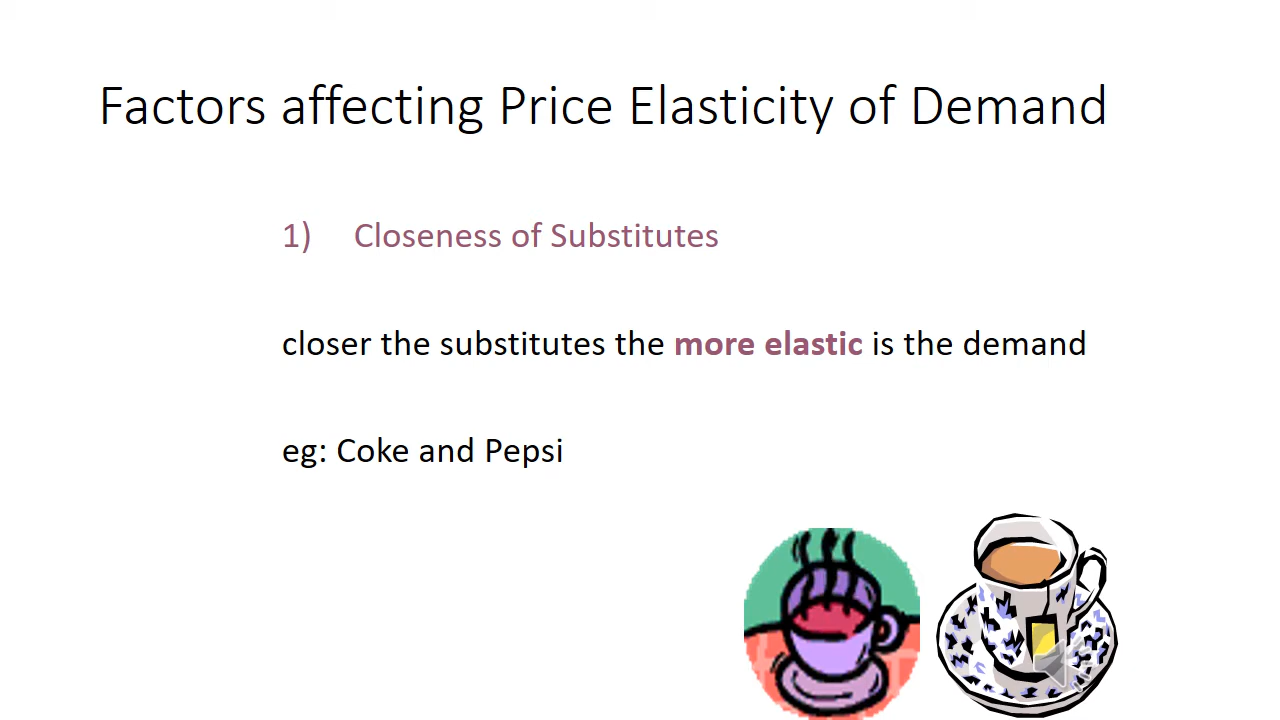 Factors affecting Price Elasticity of Demand
1) Closeness of Substitutes
closer the substitutes the more elastic is the demand
eg: Coke and Pepsi